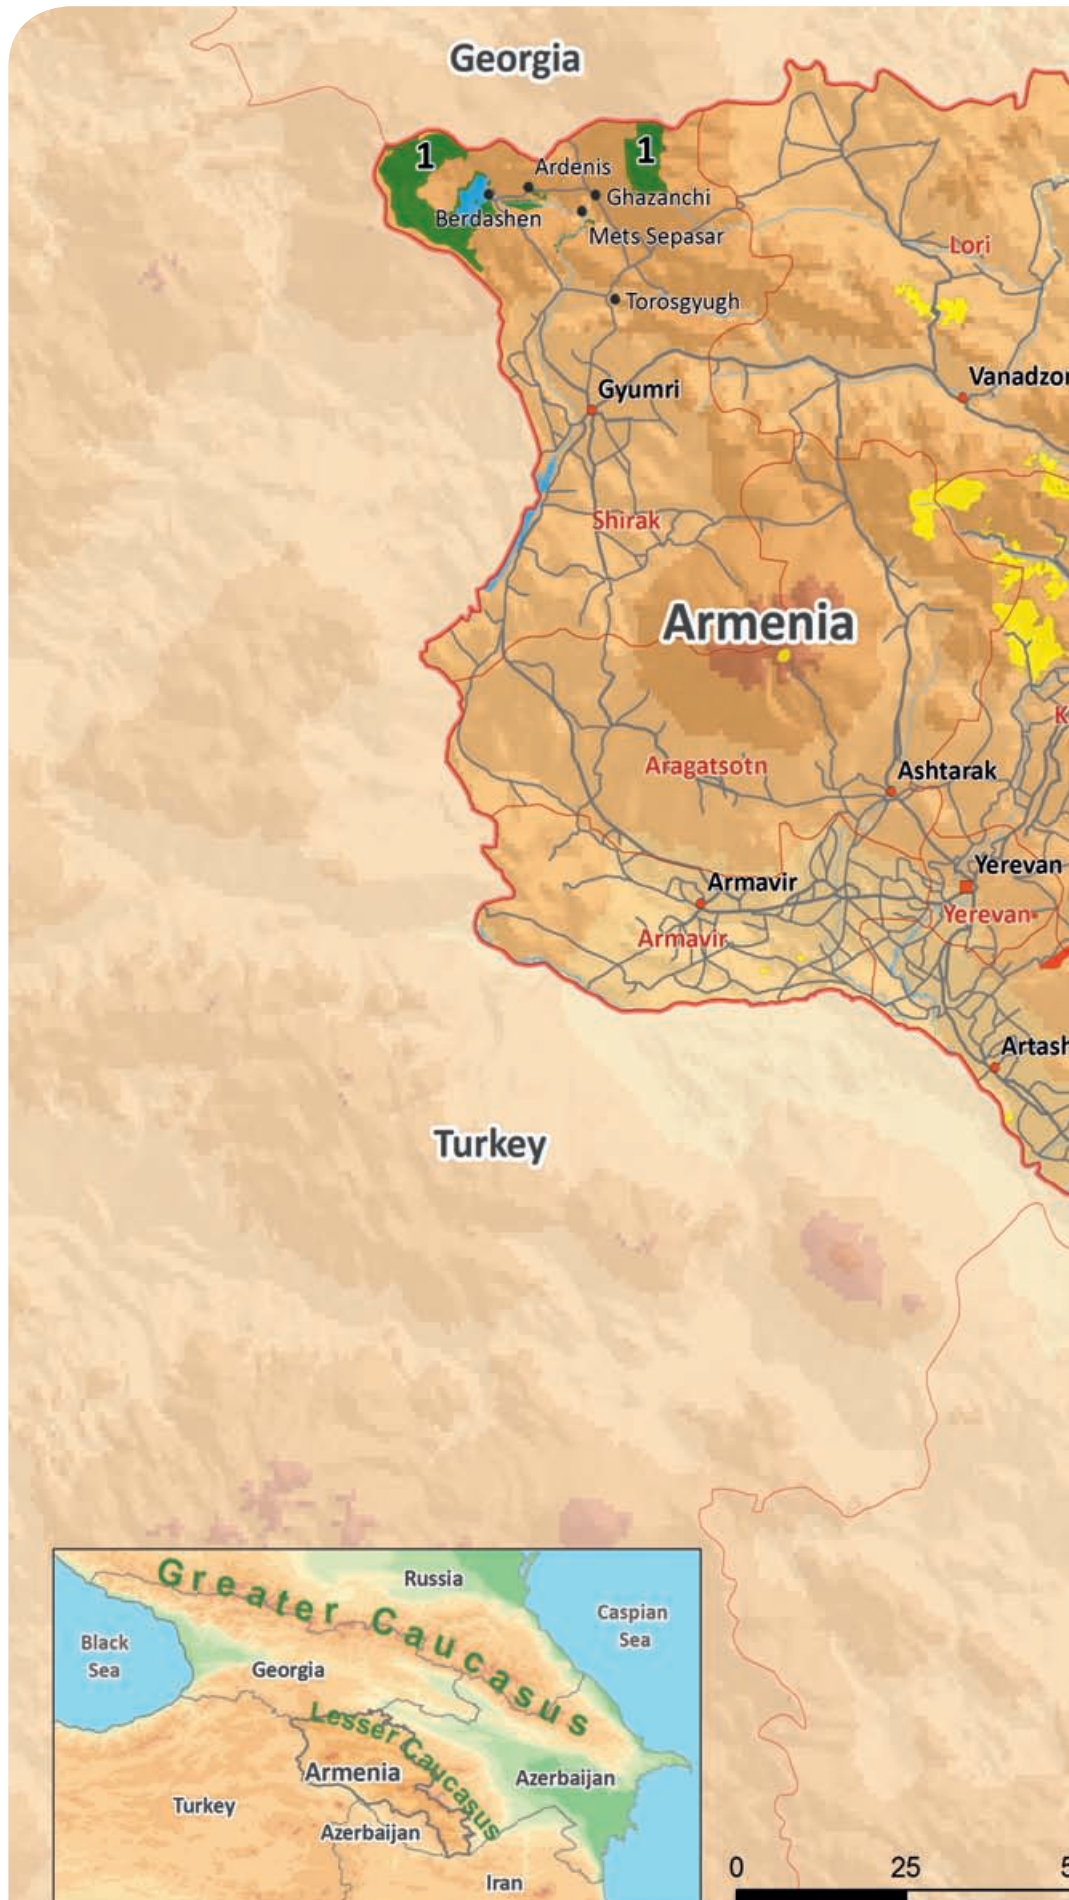 Georgia
1
1
Ardenis
Ghazanchi
Berdashen
Mets Sepasar
Lori
Torosgyugh
Vanadzor
Gyumri
Shirak
Armenia
K
Aragatsotn
Ashtarak
Yerevan
Armavir
Yerevan
Armavir
Artash
Turkey
Greater Caucasus
Russia
Caspian
Sea
Black
Sea
Georgia
Lesser Caucasus
Armenia
Azerbaijan
Turkey
Azerbaijan
Iran
0 25 5